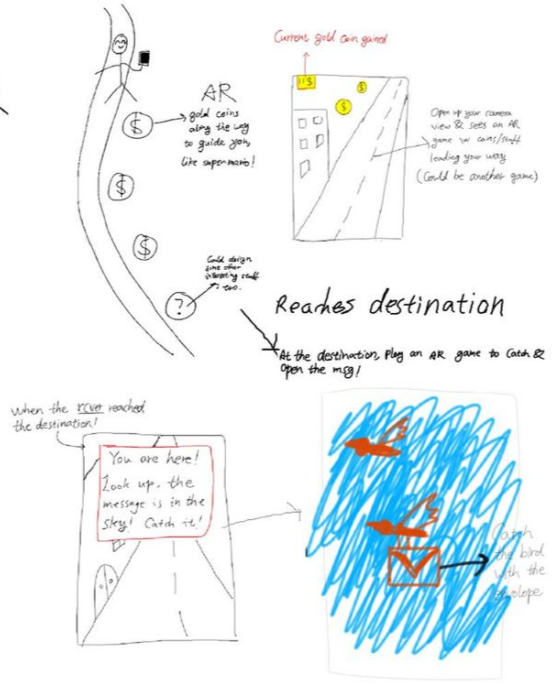 Current gold coin gained
11$
$
$
Open up your camera
view & sets an AR
game w coins/stuff
leading your way
(Could be another game)
AR
gold coins
along the way
to guide you,
like supermario!
$
$
$
?
Could design
some other
interesting stuff
too.
Reaches destination
At the destination, Play an AR game to Catch &
Open the msg!
When the rcver reached
the destination!
You are here!
Look up, the
message is in the
sky! Catch it!
Catch
the bird
with the